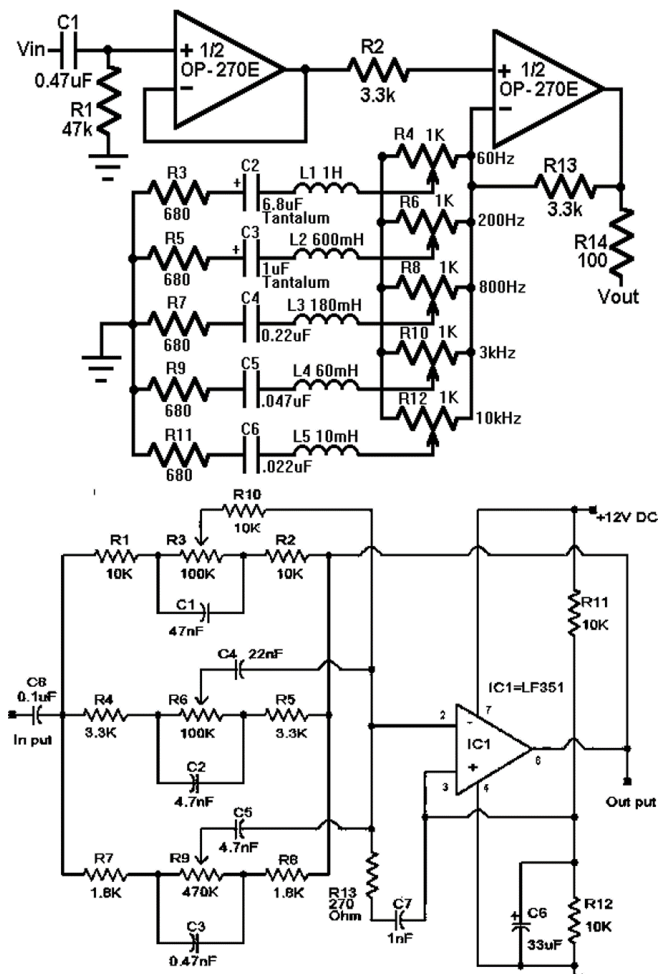 C1
Vin
0.47uF
R1
47k
+ 1/2
OP-270E
-
R2
3.3k
+ 1/2
OP-270E
-
R4 1K
60Hz
R13
3.3k
R14
100
Vout
R3
680
+
C2
6.8uF
Tantalum
L1 1H
R6 1K
200Hz
R5
680
+
C3
1uF
Tantalum
L2 600mH
R8 1K
800Hz
R7
680
C4
0.22uF
L3 180mH
R10 1K
3kHz
R9
680
C5
.047uF
L4 60mH
R12 1K
10kHz
R11
680
C6
.022uF
L5 10mH
R10
10K
+12V DC
R1
10K
R3
100K
R2
10K
C1
47nF
R11
10K
C4 22nF
C8
0.1uF
In put
R4
3.3K
R6
100K
R5
3.3K
C2
4.7nF
IC1=LF351
2
-
7
IC1
6
+
3
4
Out put
C5
4.7nF
R7
1.8K
R9
470K
R8
1.8K
C3
0.47nF
R13
270
Ohm
C7
1nF
+
C6
33uF
R12
10K